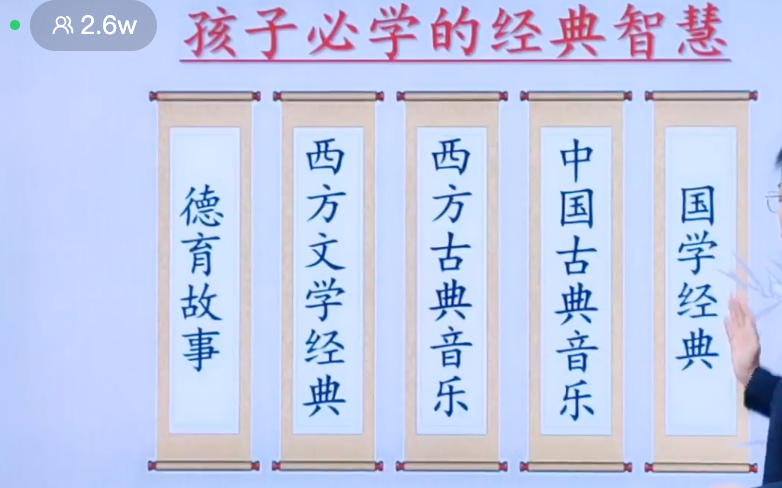 2.6w
孩子必学的经典智慧
国学经典
中国古典音乐
西方古典音乐
西方文学经典
德育故事